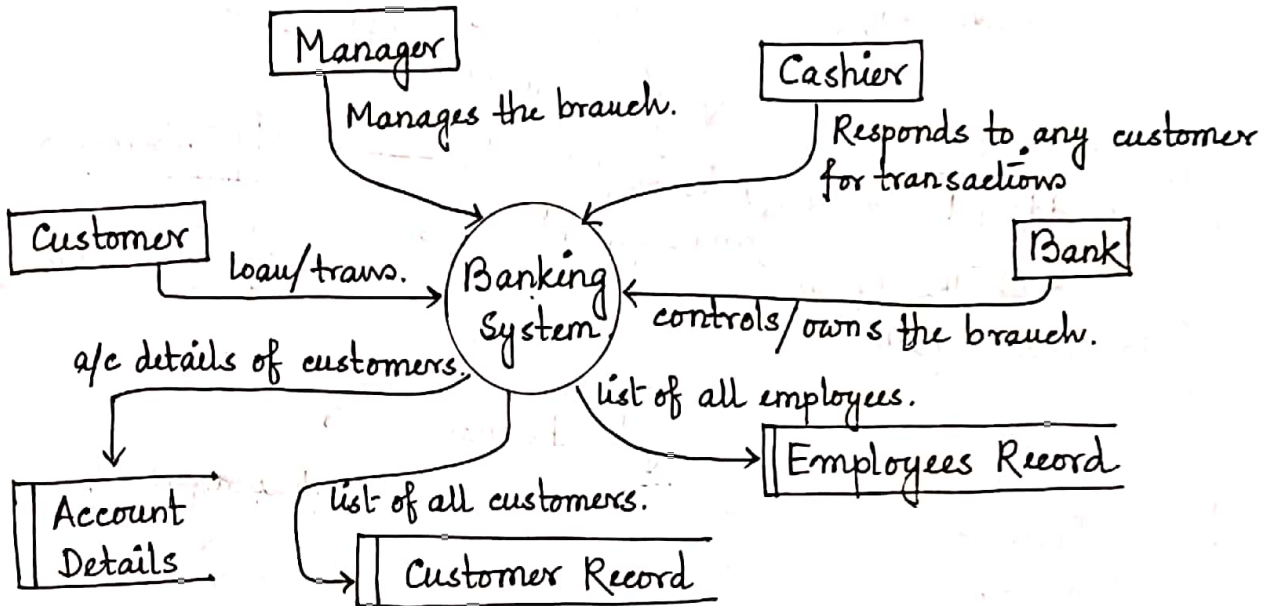 Manager
Cashier
Manages the branch.
Responds to any customer
for transactions
Customer
Bank
loan/trans.
Banking
System.
controls/owns the branch.
a/c details of customers.
list of all employees.
Employees Record
list of all customers.
Account
Details
Customer Record